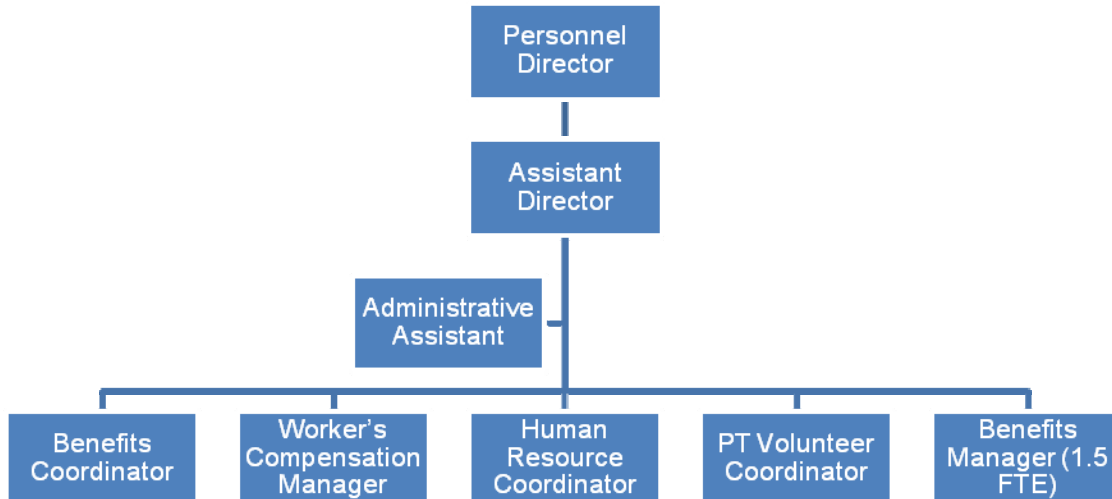 Personnel
Director
Assistant
Director
Administrative
Assistant
Benefits
Coordinator
Worker's
Compensation
Manager
Human
Resource
Coordinator
PT Volunteer
Coordinator
Benefits
Manager (1.5
FTE)